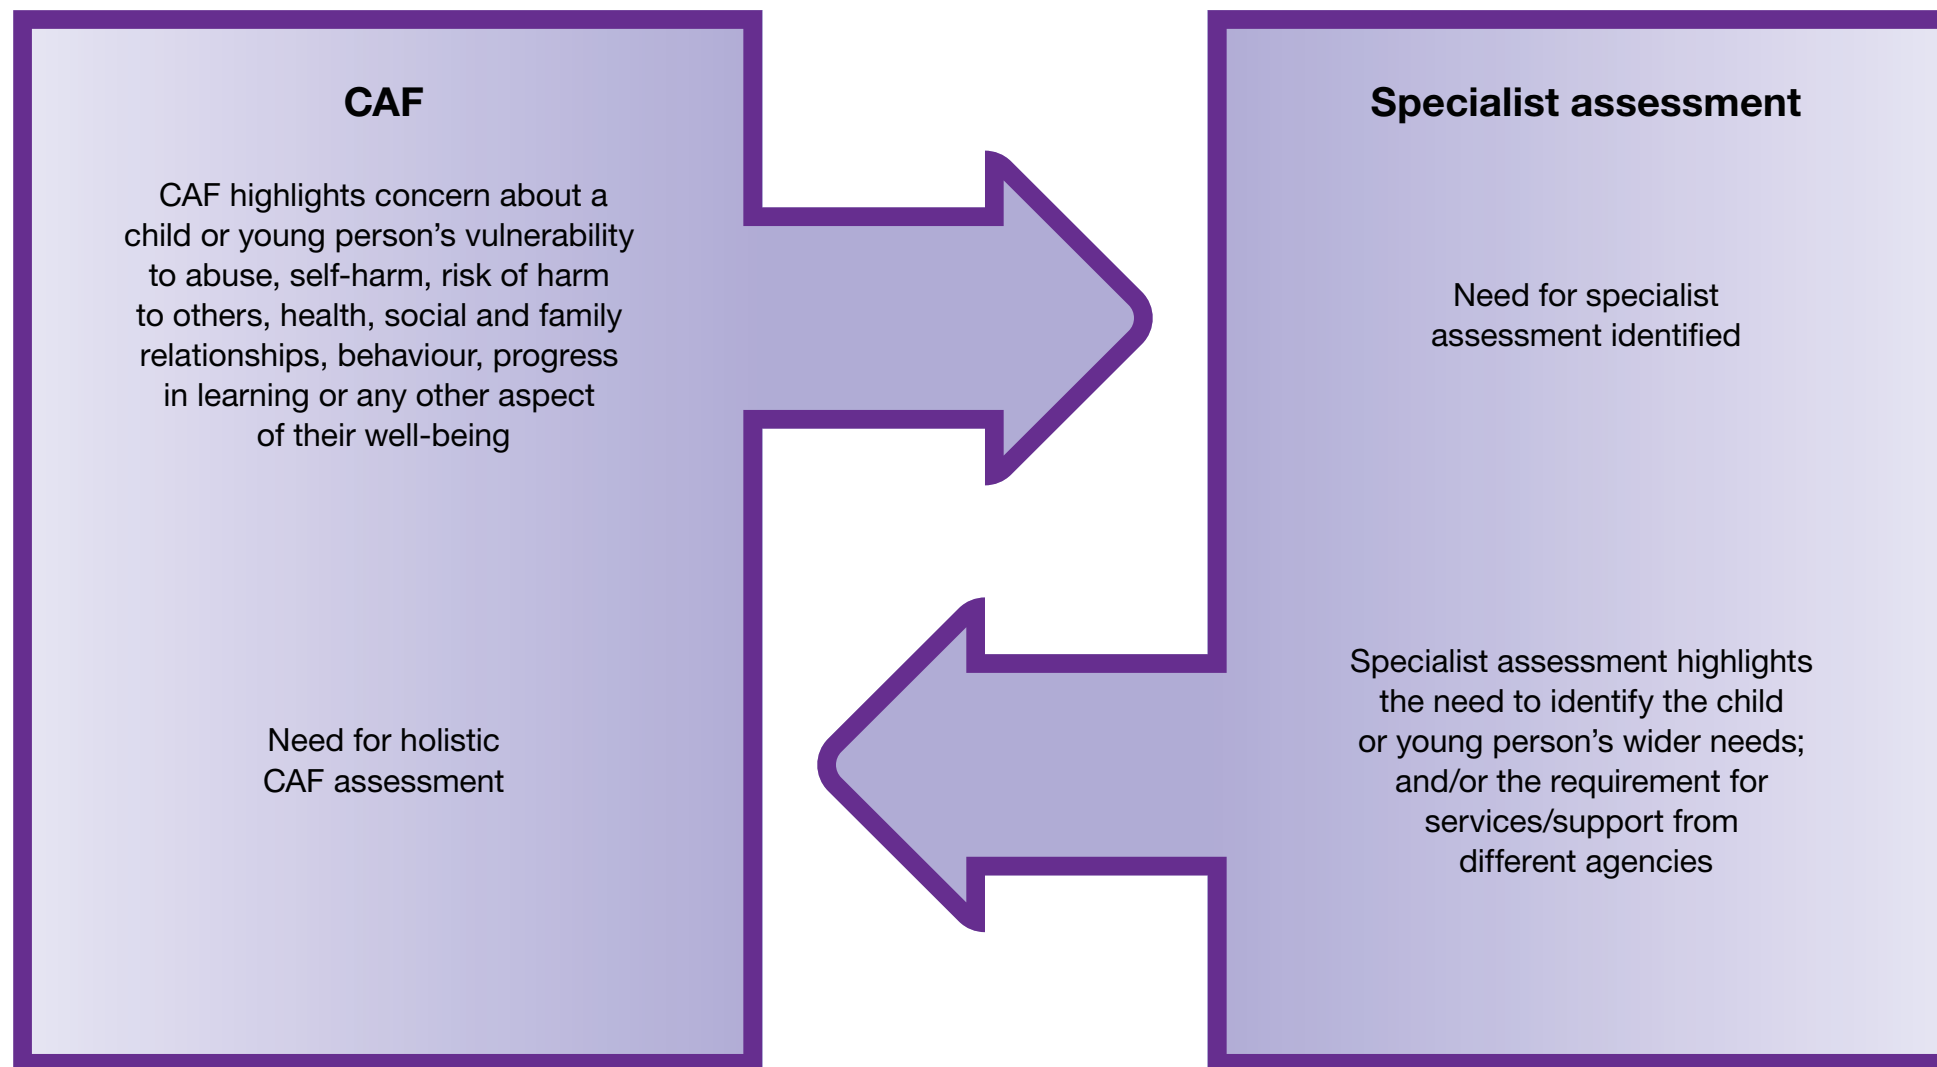 CAF
CAF highlights concern about a
child or young person’s vulnerability
to abuse, self-harm, risk of harm
to others, health, social and family
relationships, behaviour, progress
in learning or any other aspect
of their well-being
Need for holistic
CAF assessment
Specialist assessment
Need for specialist
assessment identified
Specialist assessment highlights
the need to identify the child
or young person’s wider needs;
and/or the requirement for
services/support from
different agencies